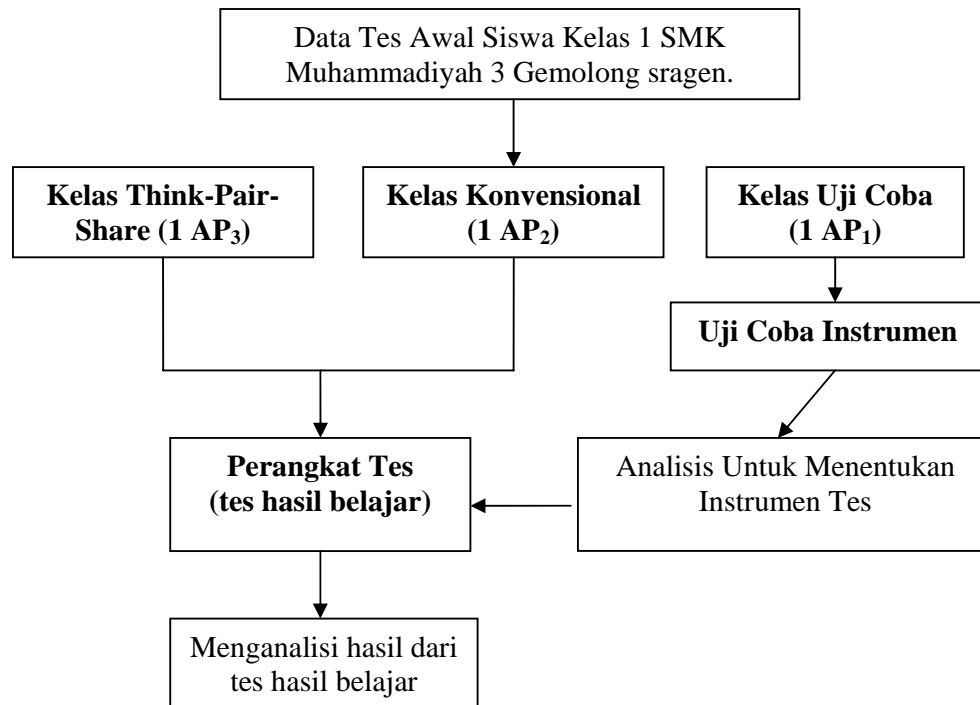 Data Tes Awal Siswa Kelas 1 SMK
Muhammadiyah 3 Gemolong sragen.
Kelas Think-Pair-
Share (1 AP₃)
Kelas Konvensional
(1 AP₂)
Kelas Uji Coba
(1 AP₁)
Uji Coba Instrumen
Perangkat Tes
(tes hasil belajar)
Analisis Untuk Menentukan
Instrumen Tes
Menganalisi hasil dari
tes hasil belajar